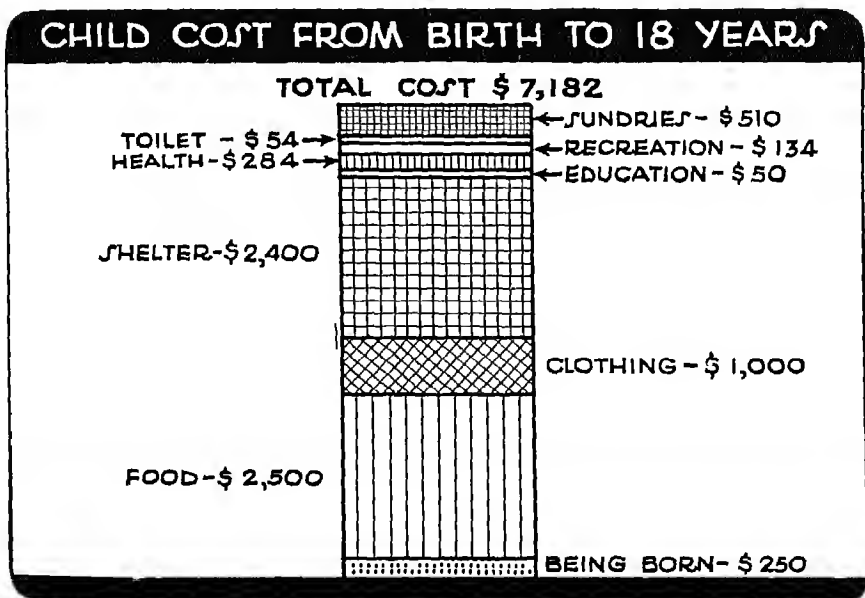 CHILD COST FROM BIRTH TO 18 YEARS
TOTAL COST $7,182
SUNDRIES - $510
TOILET - $54
RECREATION - $134
HEALTH - $284
EDUCATION - $50
SHELTER - $2,400
CLOTHING - $1,000
FOOD - $2,500
BEING BORN - $250